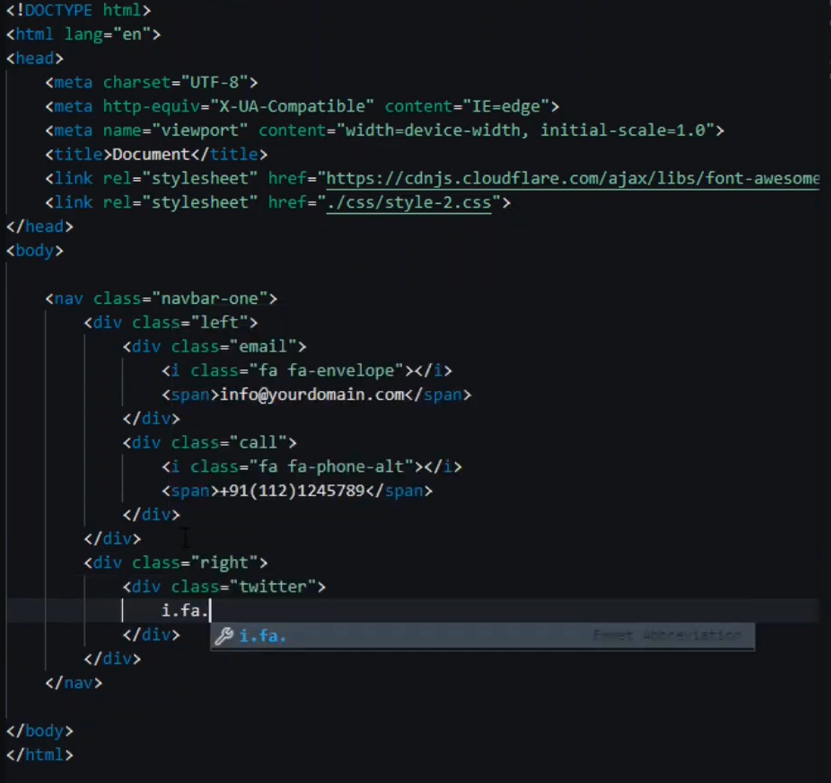 <!DOCTYPE html>
<html lang="en">
<head>
    <meta charset="UTF-8">
    <meta http-equiv="X-UA-Compatible" content="IE=edge">
    <meta name="viewport" content="width=device-width, initial-scale=1.0">
    <title>Document</title>
    <link rel="stylesheet" href="https://cdnjs.cloudflare.com/ajax/libs/font-awesome
    <link rel="stylesheet" href="./css/style-2.css">
</head>
<body>
    <nav class="navbar-one">
        <div class="left">
            <div class="email">
                <i class="fa fa-envelope"></i>
                <span>info@yourdomain.com</span>
            </div>
            <div class="call">
                <i class="fa fa-phone-alt"></i>
                <span>+91(112)1245789</span>
            </div>
        </div>
        <div class="right">
            <div class="twitter">
                i.fa.
            </div> i.fa. Emmet Abbreviation
        </div>
    </nav>
</body>
</html>